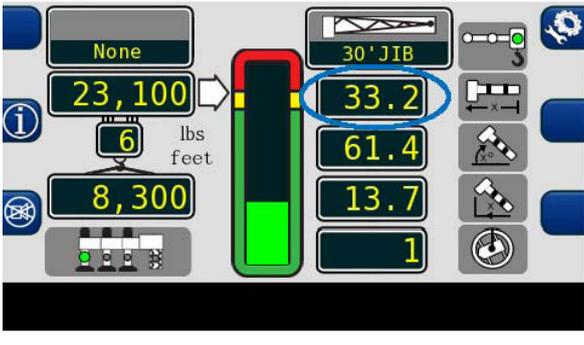 None
30'JIB
23,100
33.2
6
lbs
feet
61.4
8,300
13.7
1
i
x
x°
x